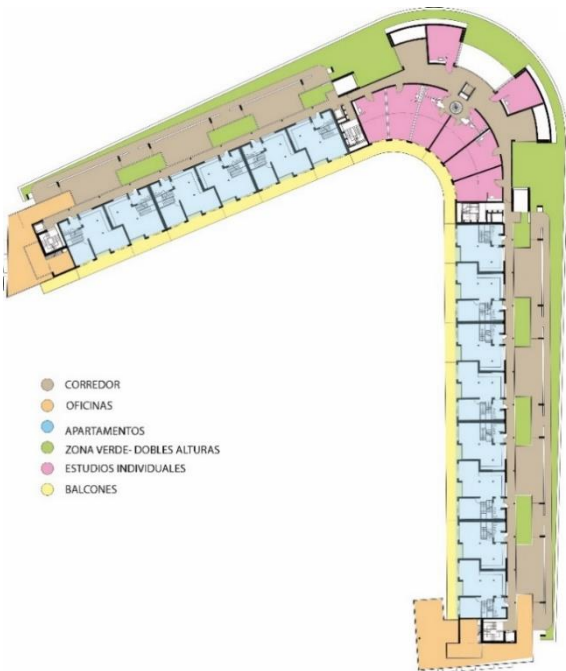 CORREDOR
OFICINAS
APARTAMENTOS
ZONA VERDE- DOBLES ALTURAS
ESTUDIOS INDIVIDUALES
BALCONES